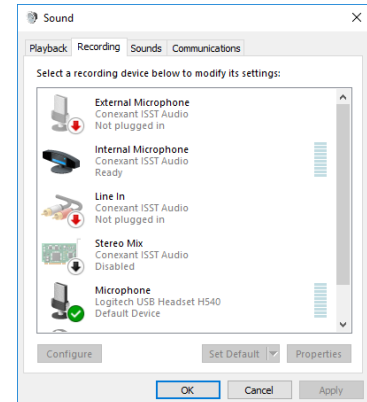 Sound
Playback Recording Sounds Communications
Select a recording device below to modify its settings:
External Microphone
Conexant ISST Audio
Not plugged in
Internal Microphone
Conexant ISST Audio
Ready
Line In
Conexant ISST Audio
Not plugged in
Stereo Mix
Conexant ISST Audio
Disabled
Microphone
Logitech USB Headset H540
Default Device
Configure Set Default Properties
OK Cancel Apply